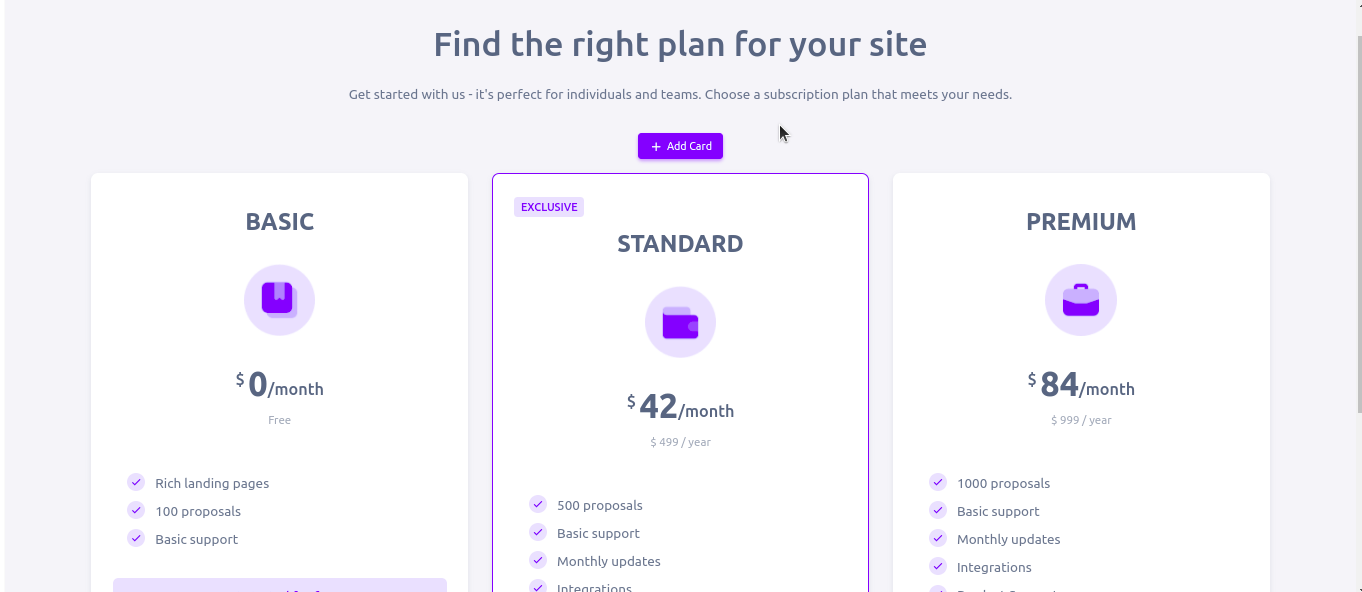 Find the right plan for your site
Get started with us - it's perfect for individuals and teams. Choose a subscription plan that meets your needs.
+ Add Card
BASIC
$0/month
Free
Rich landing pages
100 proposals
Basic support
EXCLUSIVE
STANDARD
$42/month
$ 499 / year
500 proposals
Basic support
Monthly updates
Integrations
PREMIUM
$84/month
$ 999 / year
1000 proposals
Basic support
Monthly updates
Integrations